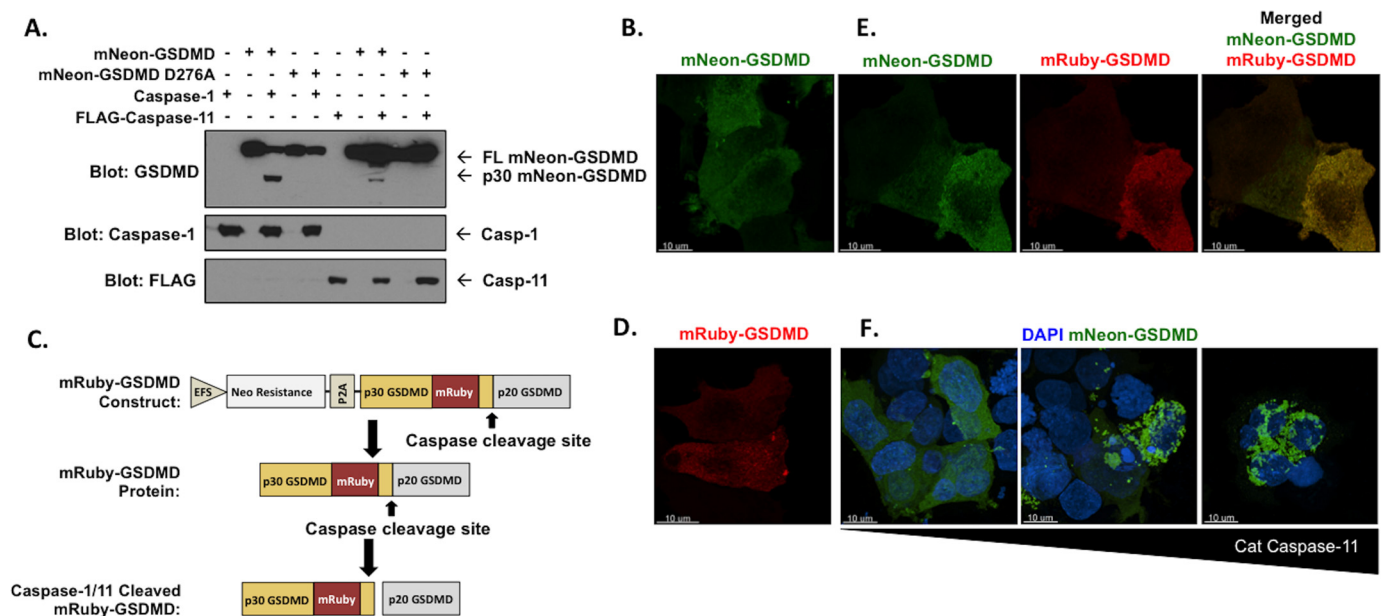 A.
mNeon-GSDMD - + + - - - + + - -
mNeon-GSDMD D276A - - - + + - - - + +
Caspase-1 + - + - + - - - - -
FLAG-Caspase-11 - - - - - + - + - +
Blot: GSDMD
← FL mNeon-GSDMD
← p30 mNeon-GSDMD
Blot: Caspase-1
← Casp-1
Blot: FLAG
← Casp-11
B.
mNeon-GSDMD
10 um
E.
mNeon-GSDMD
mRuby-GSDMD
Merged
mNeon-GSDMD
mRuby-GSDMD
10 um
10 um
10 um
C.
mRuby-GSDMD
Construct:
EFS
Neo Resistance
P2A
p30 GSDMD
mRuby
p20 GSDMD
Caspase cleavage site
mRuby-GSDMD
Protein:
p30 GSDMD
mRuby
p20 GSDMD
Caspase cleavage site
Caspase-1/11 Cleaved
mRuby-GSDMD:
p30 GSDMD
mRuby
p20 GSDMD
D.
mRuby-GSDMD
10 um
F.
DAPI mNeon-GSDMD
10 um
10 um
10 um
Cat Caspase-11